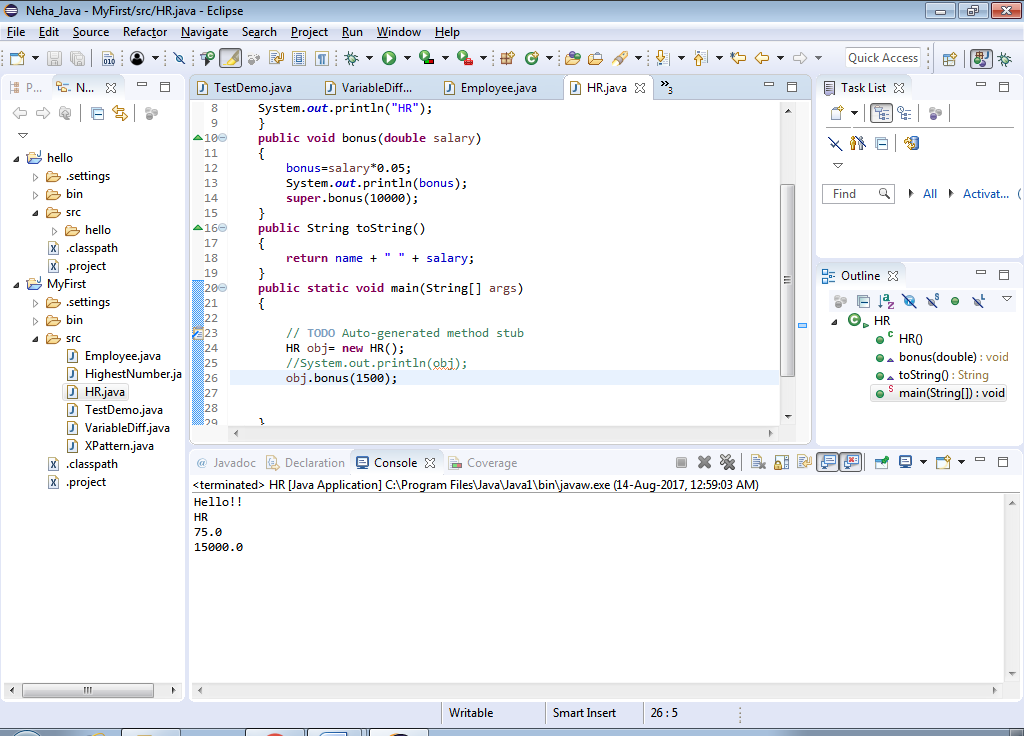 Neha_Java - MyFirst/src/HR.java - Eclipse
File Edit Source Refactor Navigate Search Project Run Window Help
Quick Access
P... N...
hello
.settings
bin
src
hello
.classpath
.project
MyFirst
.settings
bin
src
Employee.java
HighestNumber.ja
HR.java
TestDemo.java
VariableDiff.java
XPattern.java
.classpath
.project
TestDemo.java VariableDiff... Employee.java HR.java »3
8 System.out.println("HR");
9 }
10 public void bonus(double salary)
11 {
12 bonus=salary*0.05;
13 System.out.println(bonus);
14 super.bonus(10000);
15 }
16 public String toString()
17 {
18 return name + " " + salary;
19 }
20 public static void main(String[] args)
21 {
22
23 // TODO Auto-generated method stub
24 HR obj= new HR();
25 //System.out.println(obj);
26 obj.bonus(1500);
27
28
29 }
Task List
Find All Activat...
Outline
HR
HR()
bonus(double) : void
toString() : String
main(String[]) : void
Javadoc Declaration Console Coverage
<terminated> HR [Java Application] C:\Program Files\Java\Java1\bin\javaw.exe (14-Aug-2017, 12:59:03 AM)
Hello!!
HR
75.0
15000.0
Writable Smart Insert 26 : 5